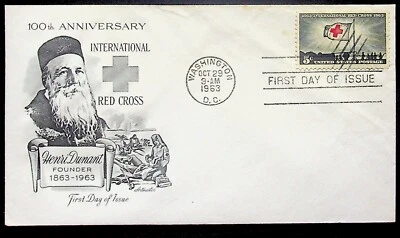 100th ANNIVERSARY
INTERNATIONAL
RED CROSS
Henri Dunant
FOUNDER
1863-1963
First Day of Issue
WASHINGTON
OCT 29
9-AM
1963
D.C.
INTERNATIONAL RED CROSS 1963
5¢ UNITED STATES POSTAGE
FIRST DAY OF ISSUE